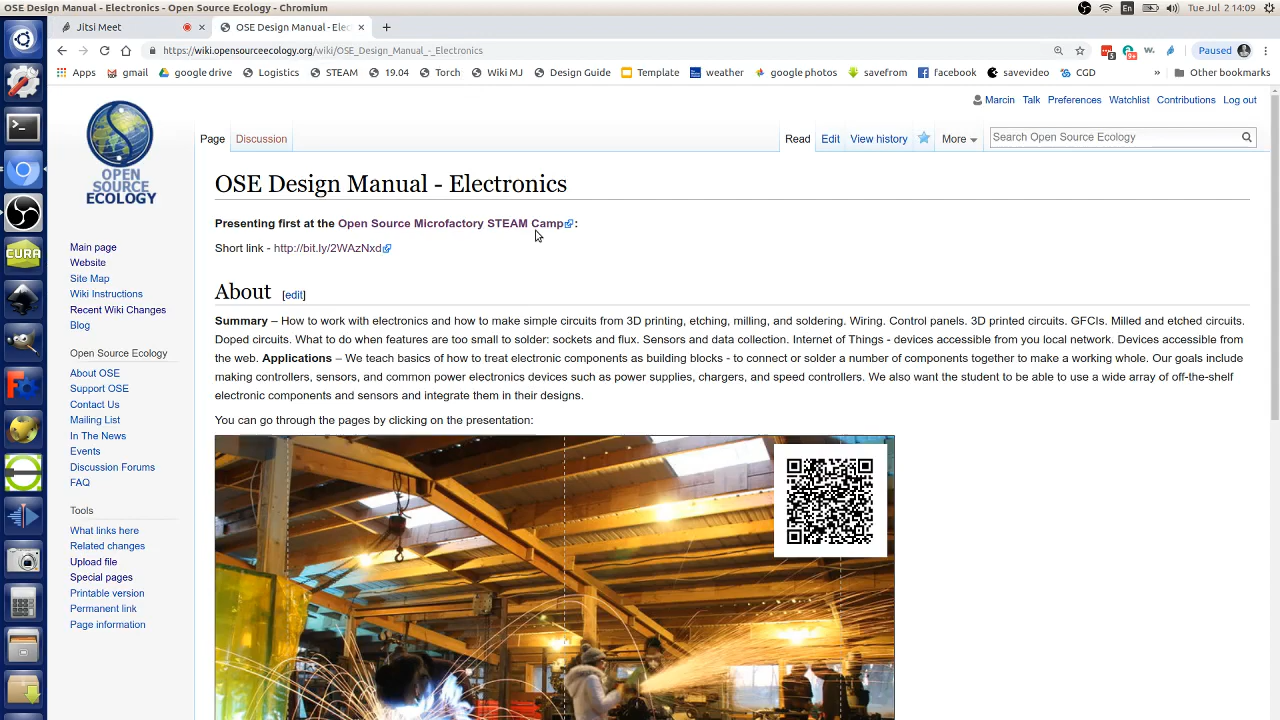 OSE Design Manual - Electronics - Open Source Ecology - Chromium
En
Tue Jul 2 14:09
Jitsi Meet
OSE Design Manual - Elec
https://wiki.opensourceecology.org/wiki/OSE_Design_Manual_-_Electronics
5
9+
w.
Paused
Apps
gmail
google drive
Logistics
STEAM
19.04
Torch
Wiki MJ
Design Guide
Template
weather
google photos
savefrom
facebook
savevideo
CGD
»
Other bookmarks
Marcin
Talk
Preferences
Watchlist
Contributions
Log out
Page
Discussion
Read
Edit
View history
More
Search Open Source Ecology
OPEN
SOURCE
ECOLOGY
OSE Design Manual - Electronics
Presenting first at the Open Source Microfactory STEAM Camp:
Short link - http://bit.ly/2WAzNxd
About [edit]
Summary – How to work with electronics and how to make simple circuits from 3D printing, etching, milling, and soldering. Wiring. Control panels. 3D printed circuits. GFCIs. Milled and etched circuits.
Doped circuits. What to do when features are too small to solder: sockets and flux. Sensors and data collection. Internet of Things - devices accessible from you local network. Devices accessible from
the web. Applications – We teach basics of how to treat electronic components as building blocks - to connect or solder a number of components together to make a working whole. Our goals include
making controllers, sensors, and common power electronics devices such as power supplies, chargers, and speed controllers. We also want the student to be able to use a wide array of off-the-shelf
electronic components and sensors and integrate them in their designs.
You can go through the pages by clicking on the presentation:
Main page
Website
Site Map
Wiki Instructions
Recent Wiki Changes
Blog
Open Source Ecology
About OSE
Support OSE
Contact Us
Mailing List
In The News
Events
Discussion Forums
FAQ
Tools
What links here
Related changes
Upload file
Special pages
Printable version
Permanent link
Page information
CURA